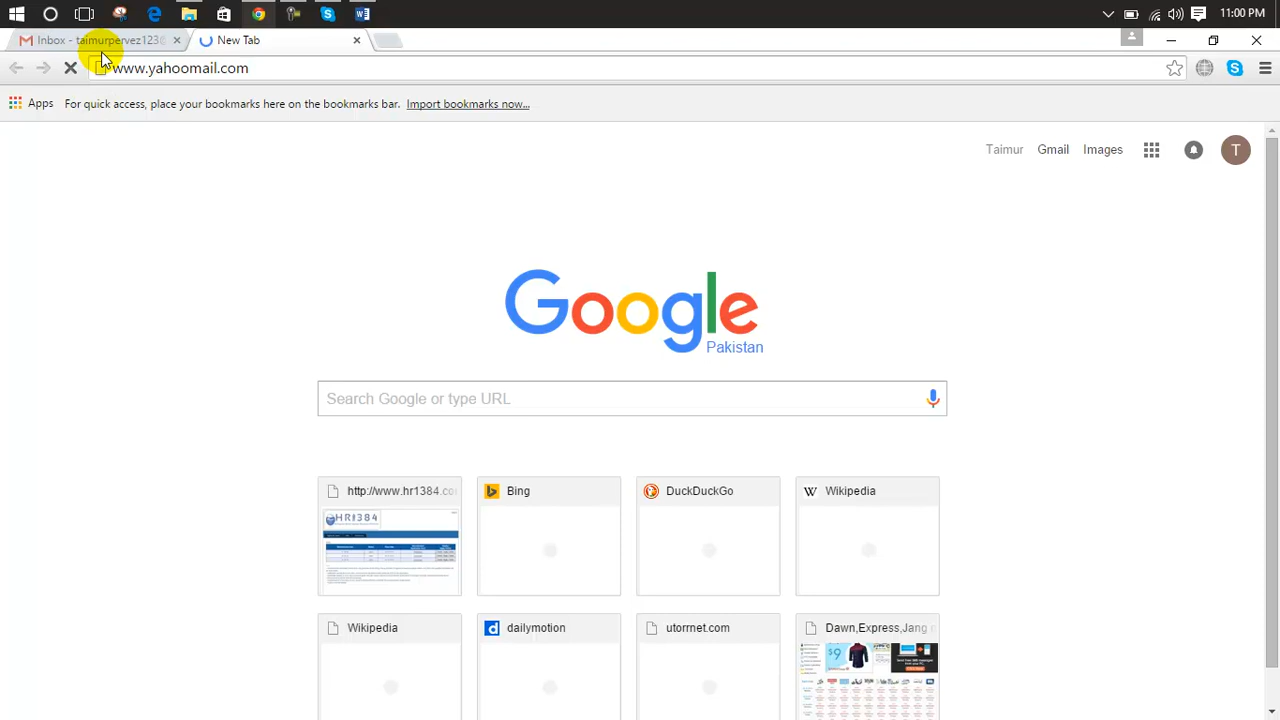 11:00 PM
Inbox - taimurpervez123@
New Tab
www.yahoomail.com
Apps For quick access, place your bookmarks here on the bookmarks bar. Import bookmarks now...
Taimur Gmail Images T
Google
Pakistan
Search Google or type URL
http://www.hr1384.co
Bing
DuckDuckGo
W Wikipedia
HR1384
Wikipedia
dailymotion
utorrnet.com
Dawn,Express,Jang
$9